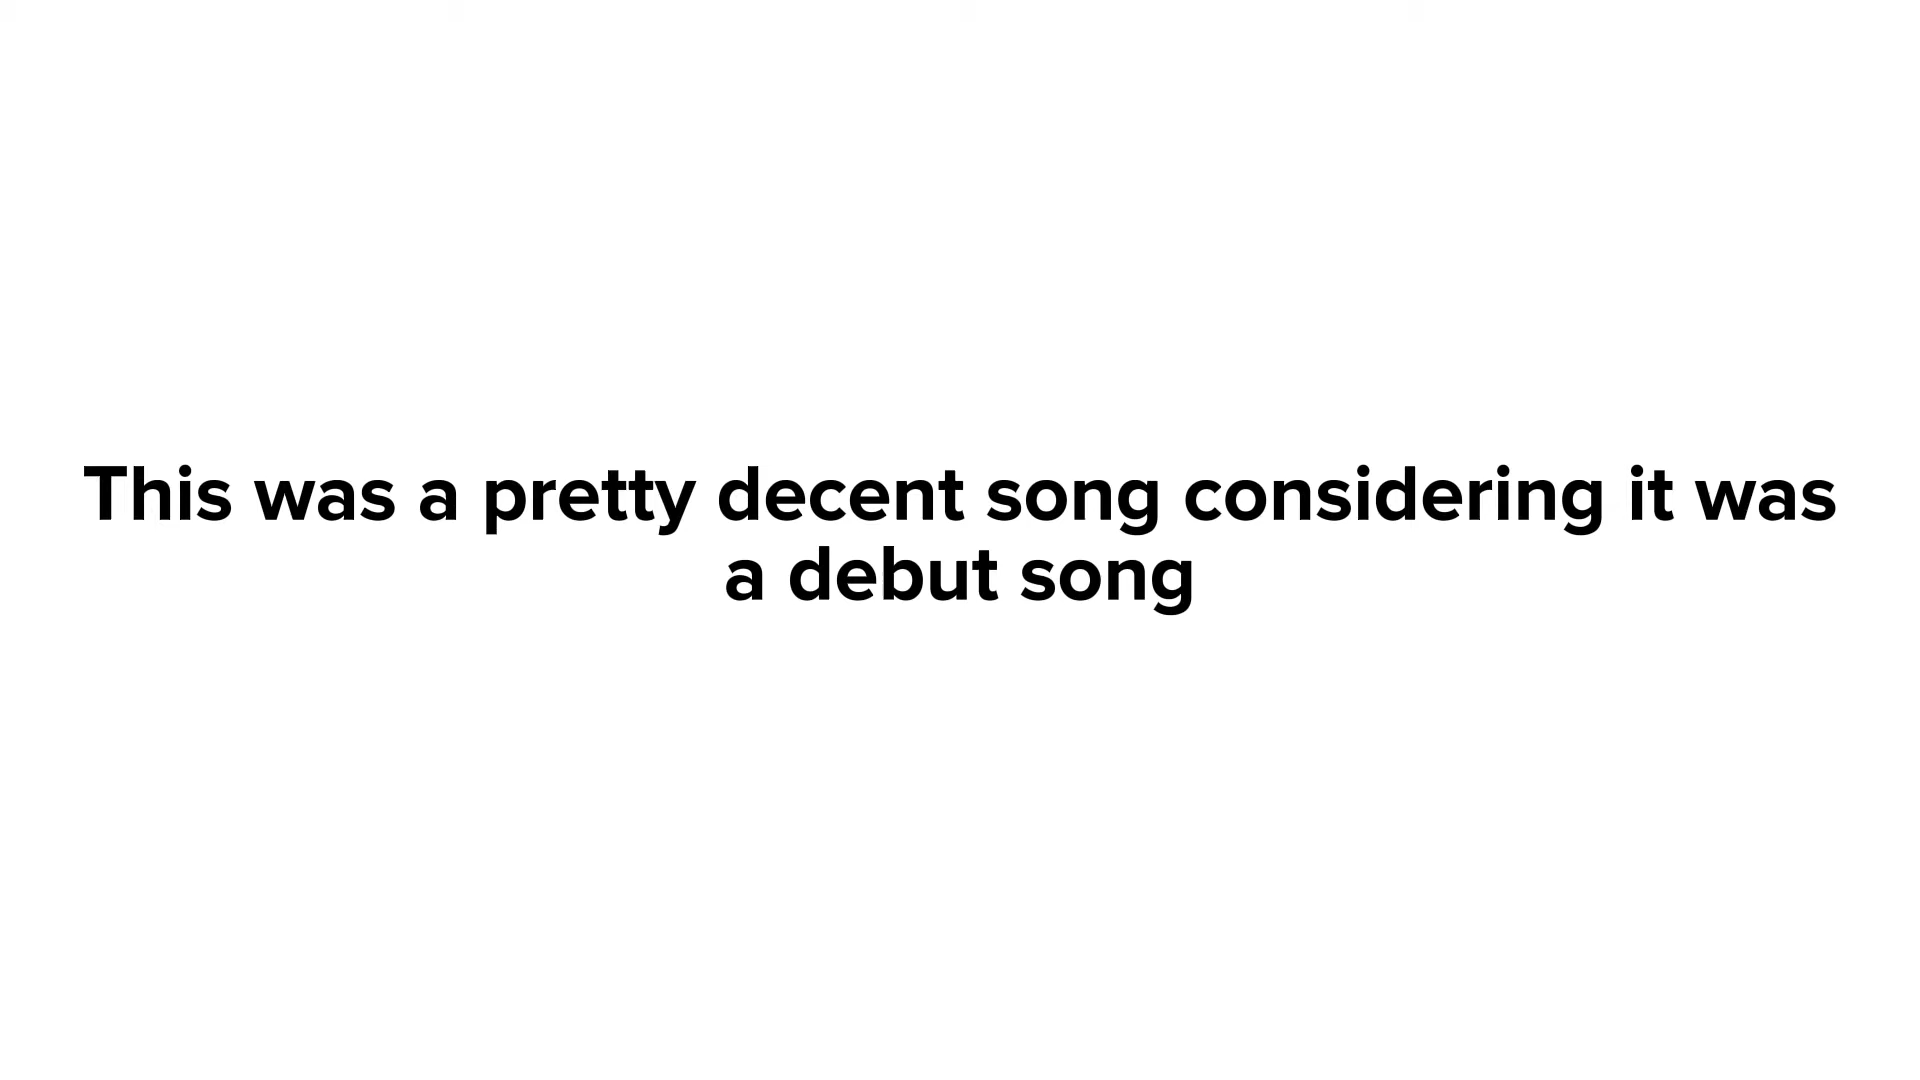 This was a pretty decent song considering it was
a debut song